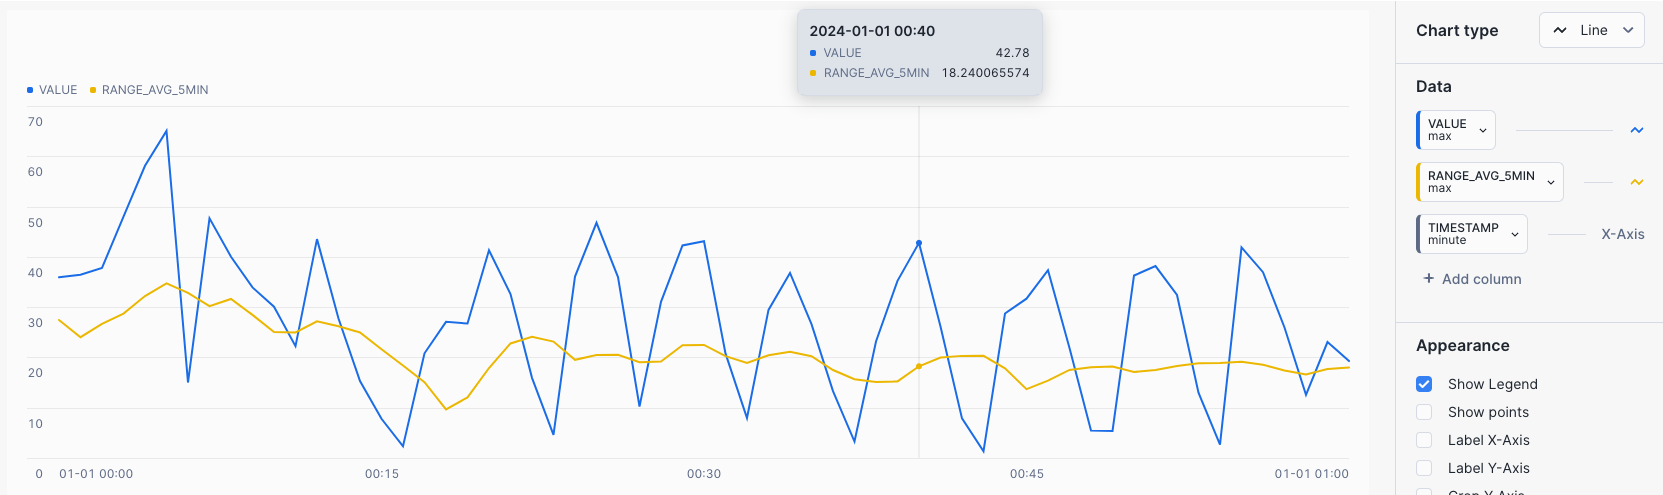 2024-01-01 00:40
VALUE 42.78
RANGE_AVG_5MIN 18.240065574
VALUE RANGE_AVG_5MIN
70
60
50
40
30
20
10
0 01-01 00:00 00:15 00:30 00:45 01-01 01:00
Chart type Line
Data
VALUE
max
RANGE_AVG_5MIN
max
TIMESTAMP
minute
X-Axis
+ Add column
Appearance
Show Legend
Show points
Label X-Axis
Label Y-Axis